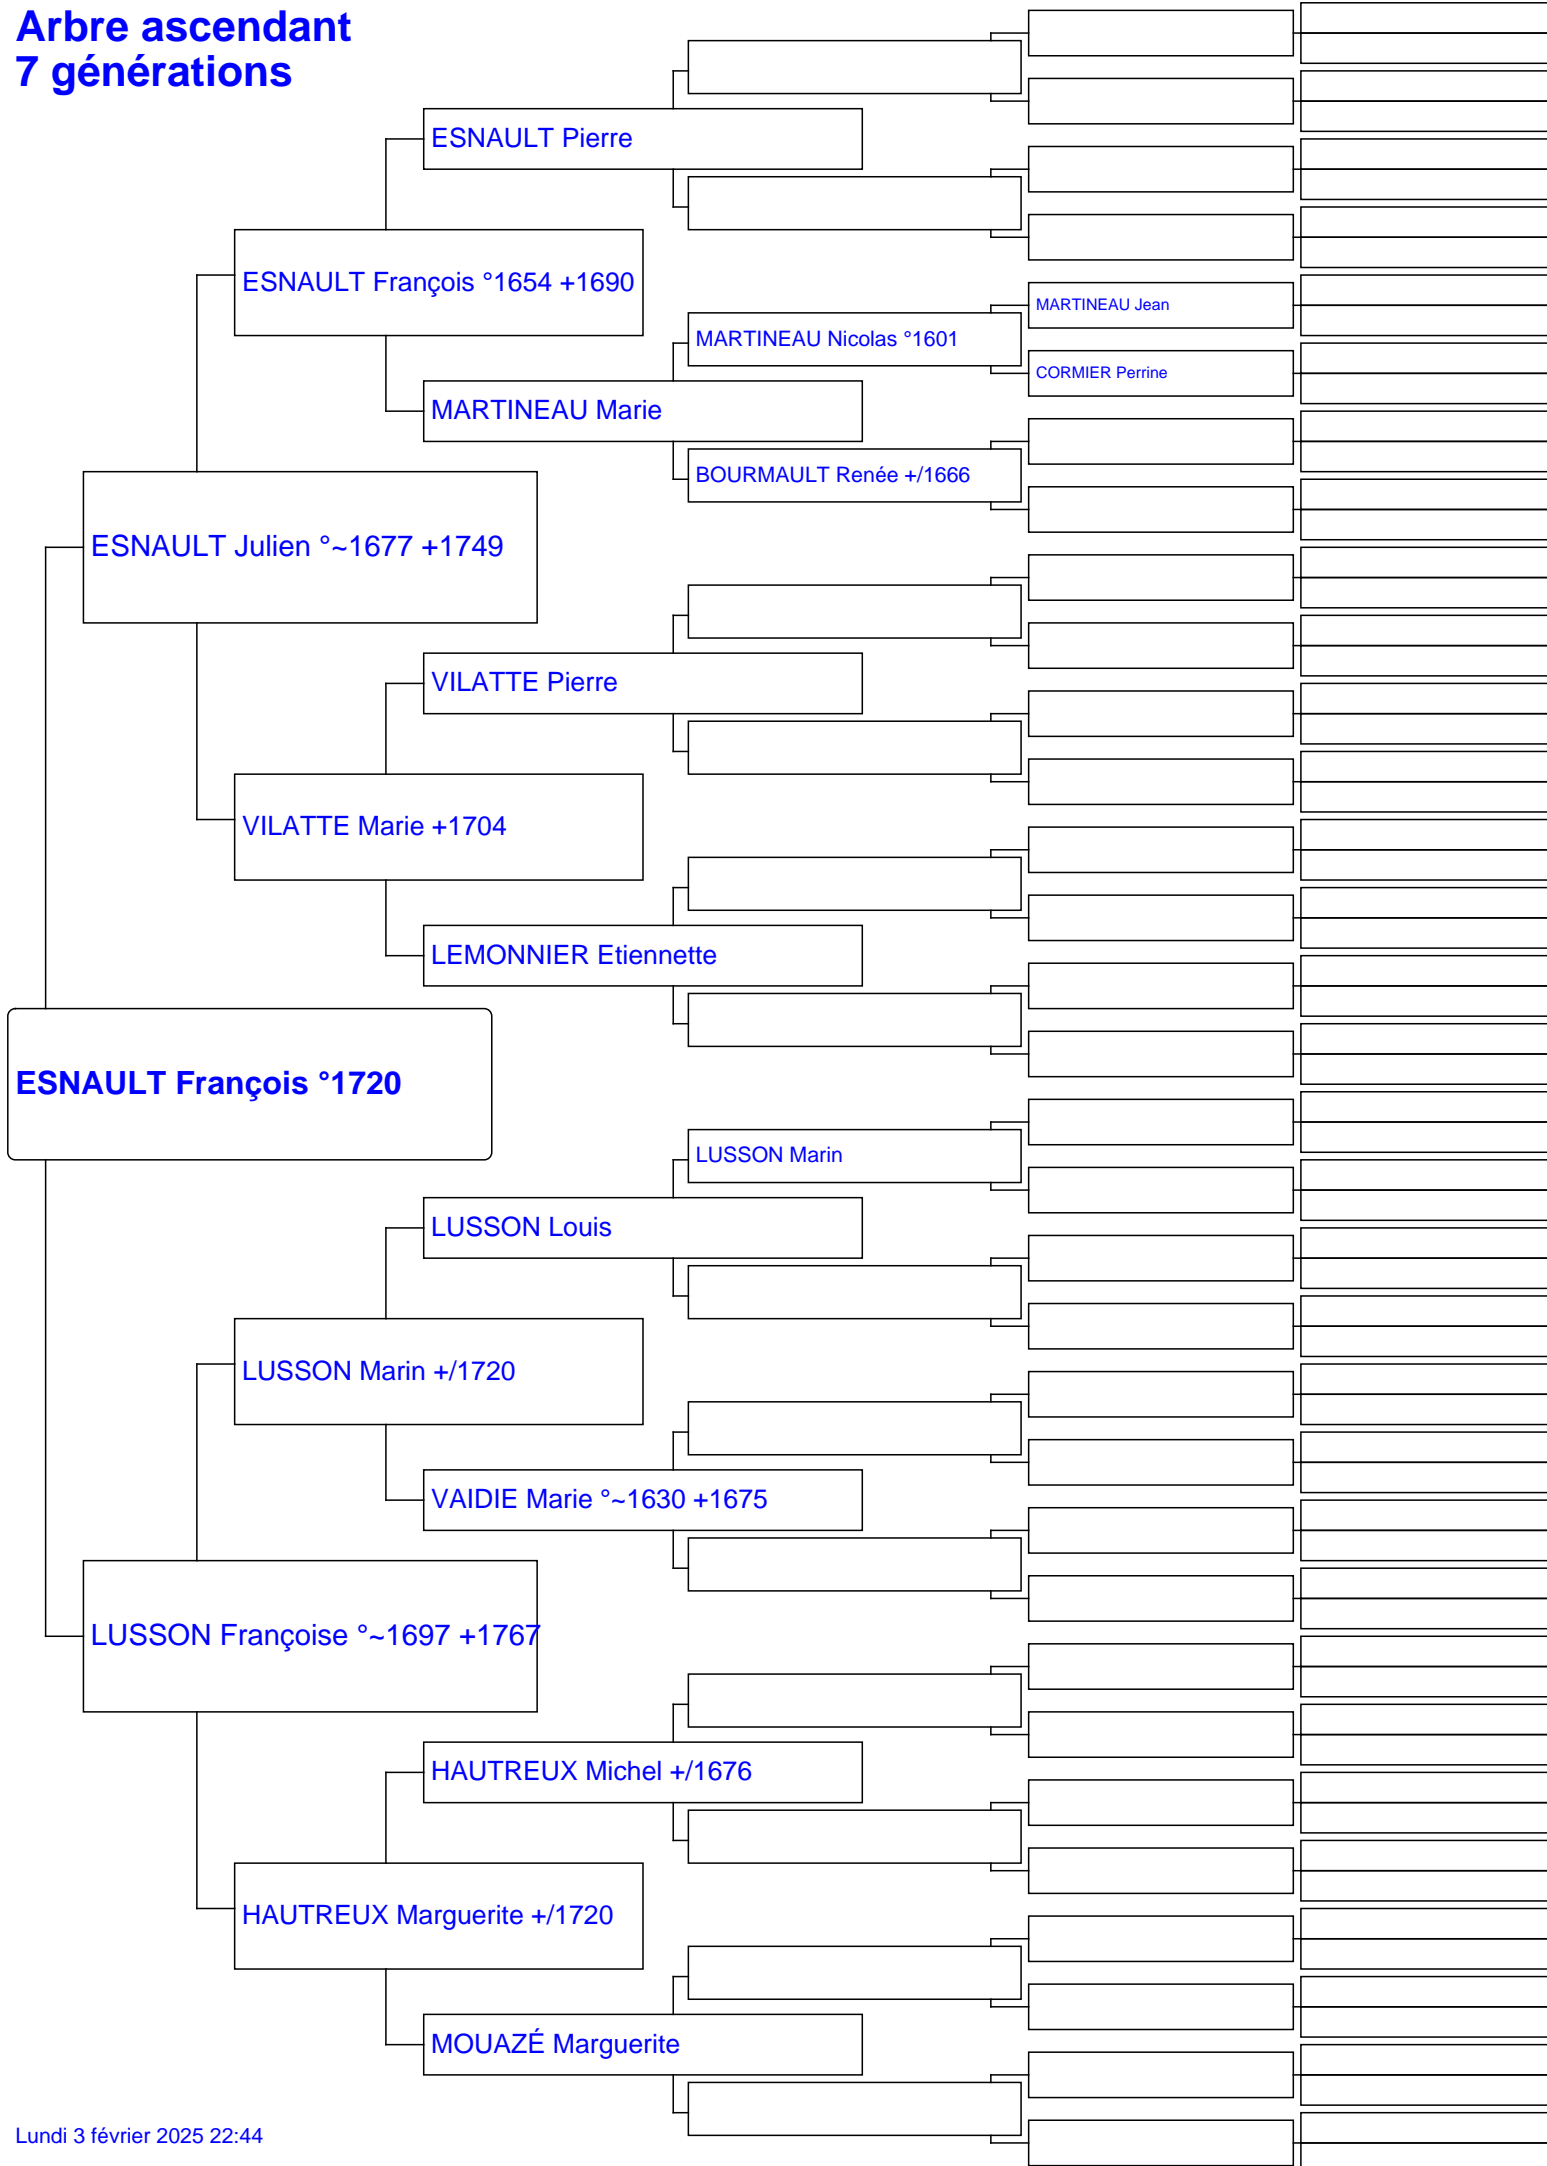 Arbre ascendant
7 générations
ESNAULT Pierre
ESNAULT François °1654 +1690
MARTINEAU Jean
MARTINEAU Nicolas °1601
CORMIER Perrine
MARTINEAU Marie
BOURMAULT Renée +/1666
ESNAULT Julien °~1677 +1749
VILATTE Pierre
VILATTE Marie +1704
LEMONNIER Etiennette
ESNAULT François °1720
LUSSON Marin
LUSSON Louis
LUSSON Marin +/1720
VAIDIE Marie °~1630 +1675
LUSSON Françoise °~1697 +1767
HAUTREUX Michel +/1676
HAUTREUX Marguerite +/1720
MOUAZÉ Marguerite
Lundi 3 février 2025 22:44